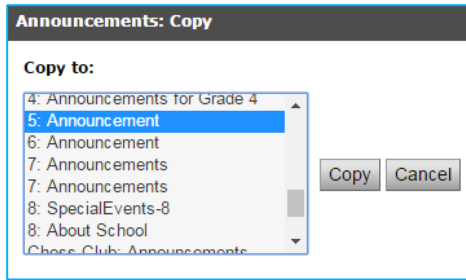 Announcements: Copy
Copy to:
4: Announcements for Grade 4
5: Announcement
6: Announcement
7: Announcements
7: Announcements
8: SpecialEvents-8
8: About School
Chess Club: Announcements
Copy Cancel